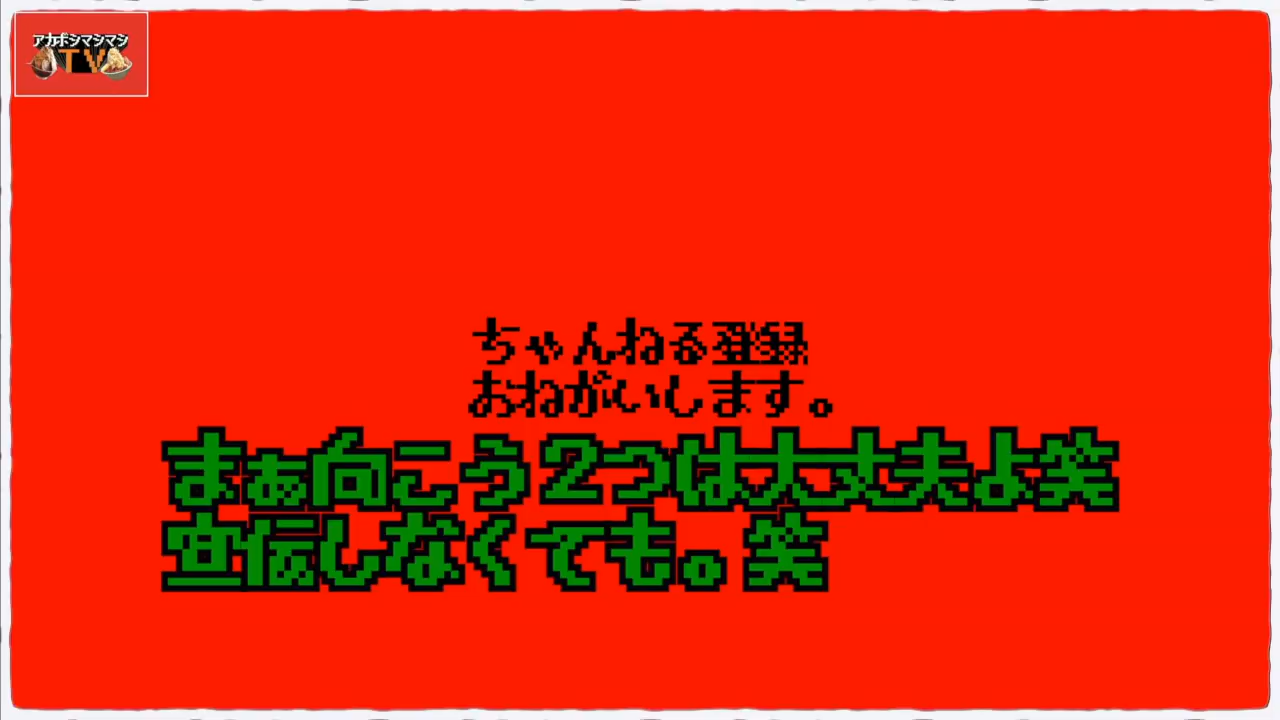 アカボシマシマシ
TV
ちゃんねる登録
おねがいします。
まぁ向こう2つは大丈夫よ笑
宣伝しなくても。笑